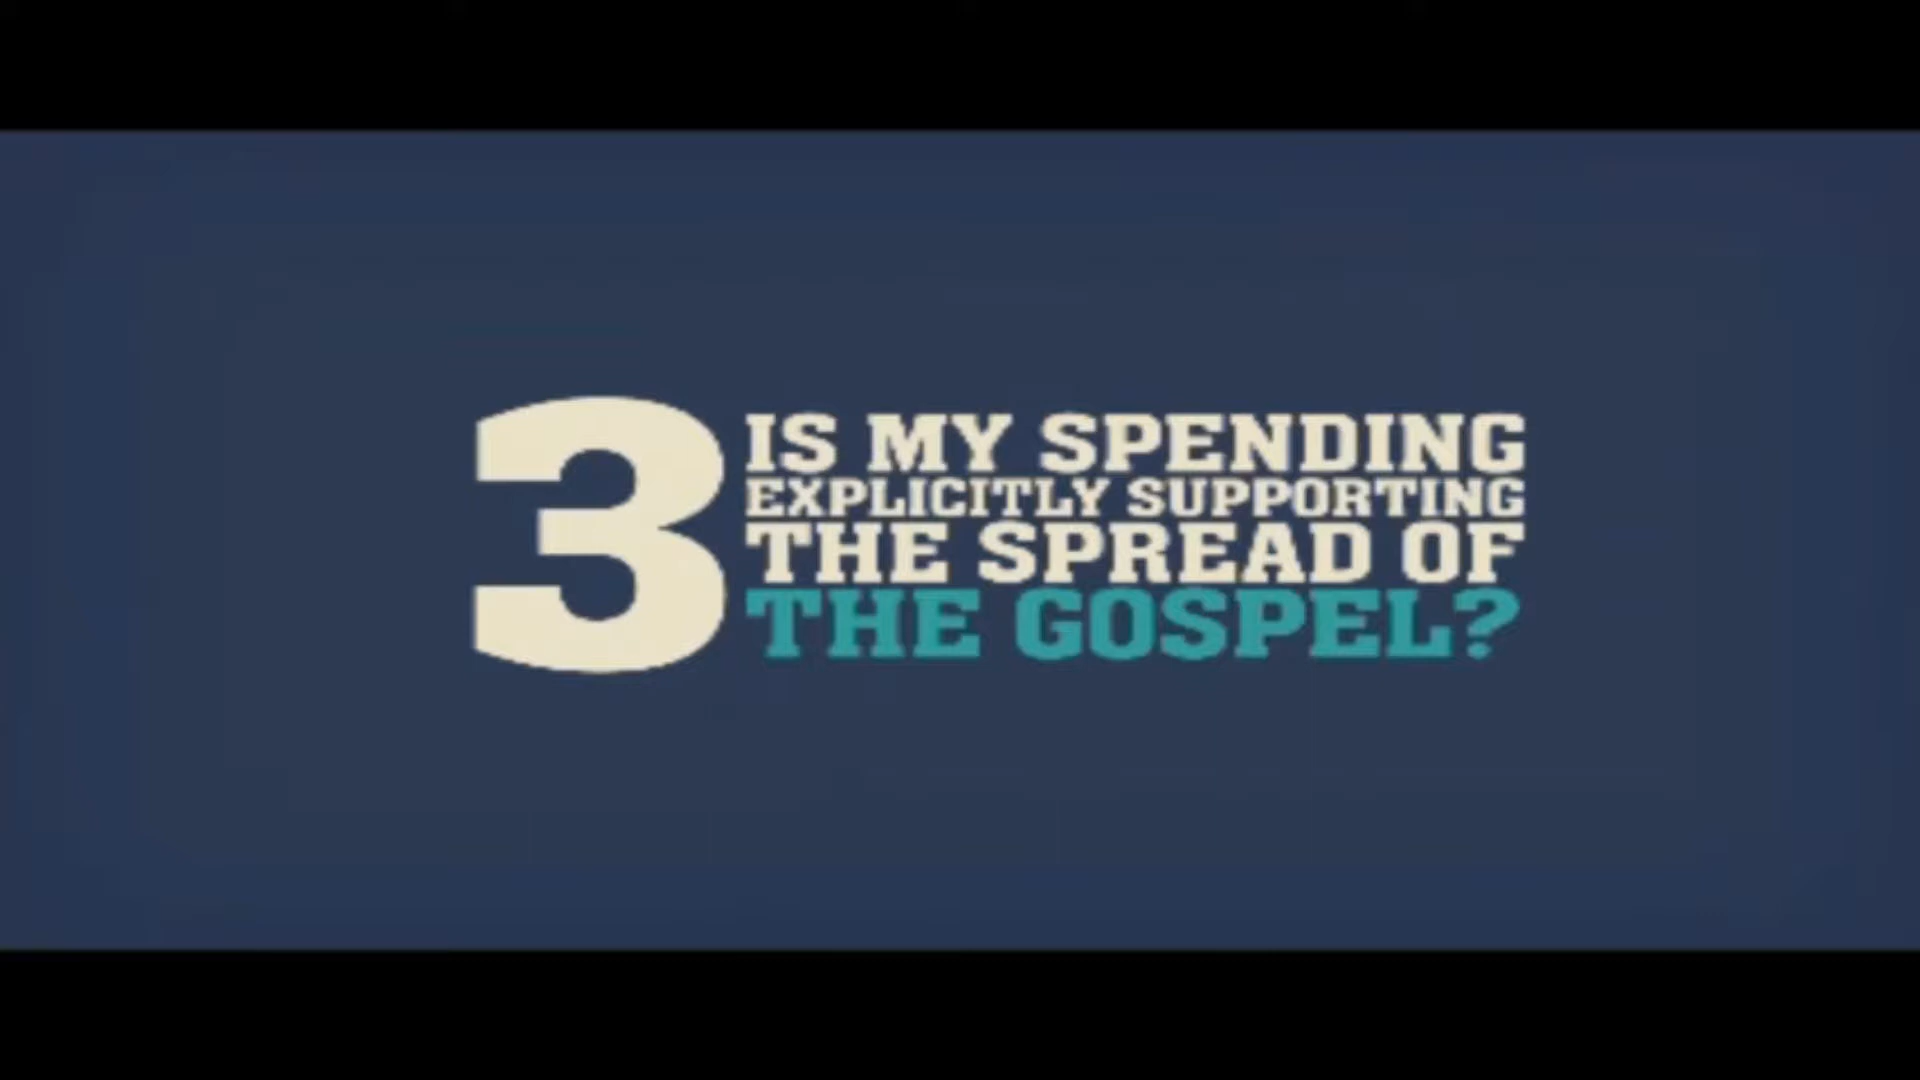 3
IS MY SPENDING
EXPLICITLY SUPPORTING
THE SPREAD OF
THE GOSPEL?